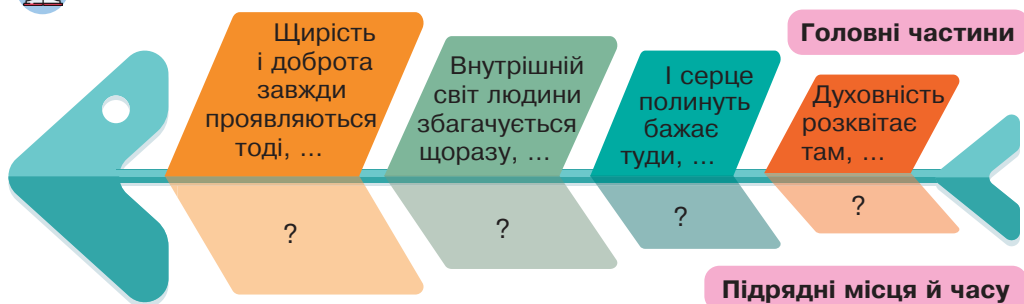 Головні частини
Щирість
і доброта
завжди
проявляються
тоді, ...
Внутрішній
світ людини
збагачується
щоразу, ...
І серце
полинуть
бажає
туди, ...
Духовність
розквітає
там, ...
?
?
?
?
Підрядні місця й часу